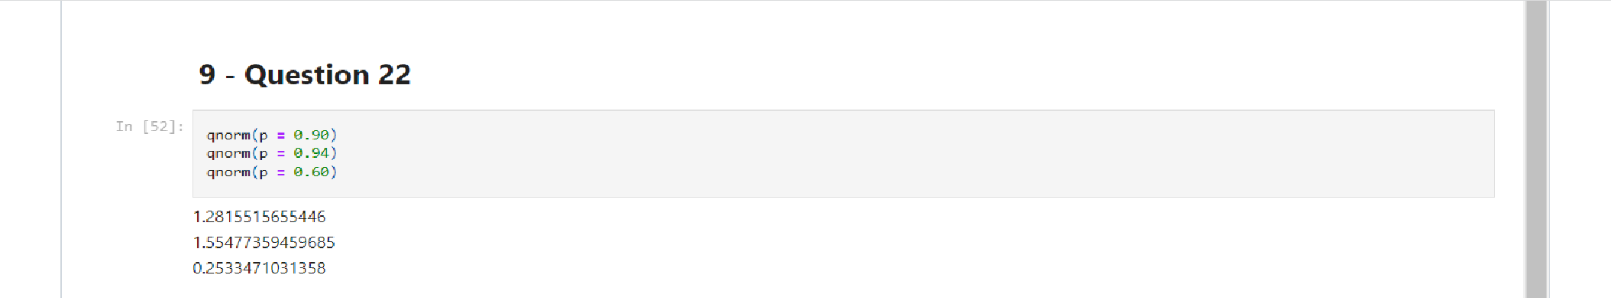 9 - Question 22
In [52]:
qnorm(p = 0.90)
qnorm(p = 0.94)
qnorm(p = 0.60)
1.2815515655446
1.55477359459685
0.2533471031358